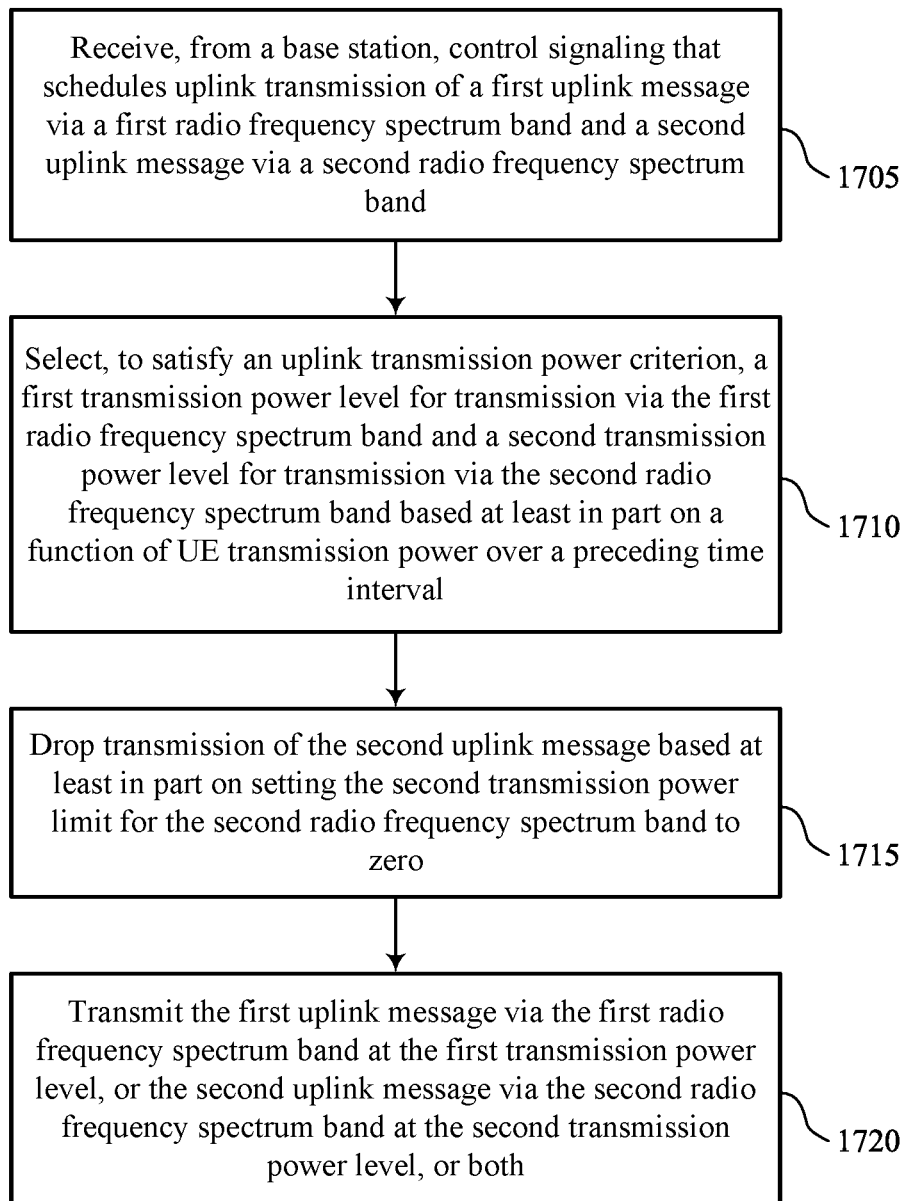 Receive, from a base station, control signaling that
schedules uplink transmission of a first uplink message
via a first radio frequency spectrum band and a second
uplink message via a second radio frequency spectrum
band
1705
Select, to satisfy an uplink transmission power criterion, a
first transmission power level for transmission via the first
radio frequency spectrum band and a second transmission
power level for transmission via the second radio
frequency spectrum band based at least in part on a
function of UE transmission power over a preceding time
interval
1710
Drop transmission of the second uplink message based at
least in part on setting the second transmission power
limit for the second radio frequency spectrum band to
zero
1715
Transmit the first uplink message via the first radio
frequency spectrum band at the first transmission power
level, or the second uplink message via the second radio
frequency spectrum band at the second transmission
power level, or both
1720